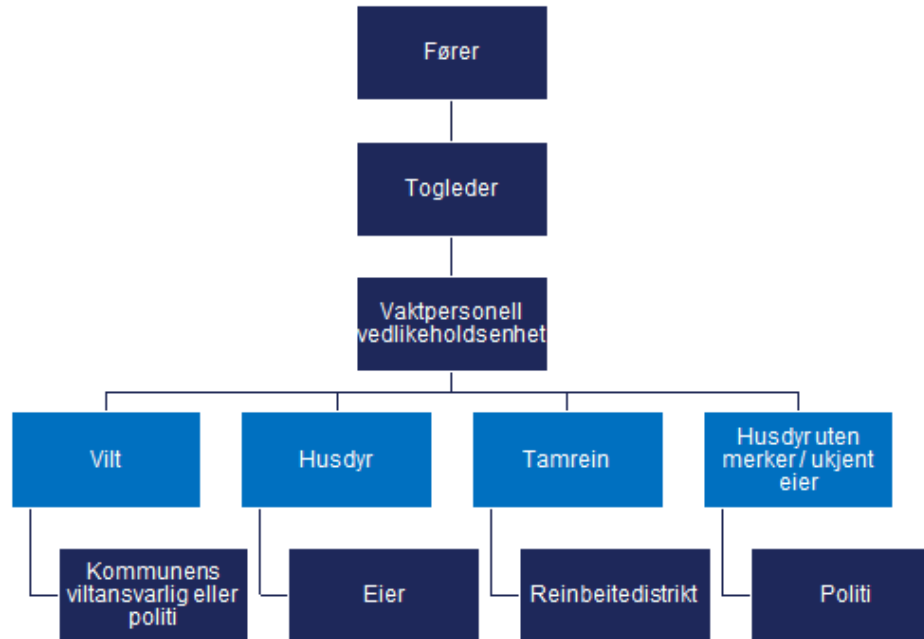 Fører
Togleder
Vaktpersonell
vedlikeholdsenhet
Vilt
Husdyr
Tamrein
Husdyr uten
merker / ukjent
eier
Kommunens
viltansvarlig eller
politi
Eier
Reinbeitedistrikt
Politi